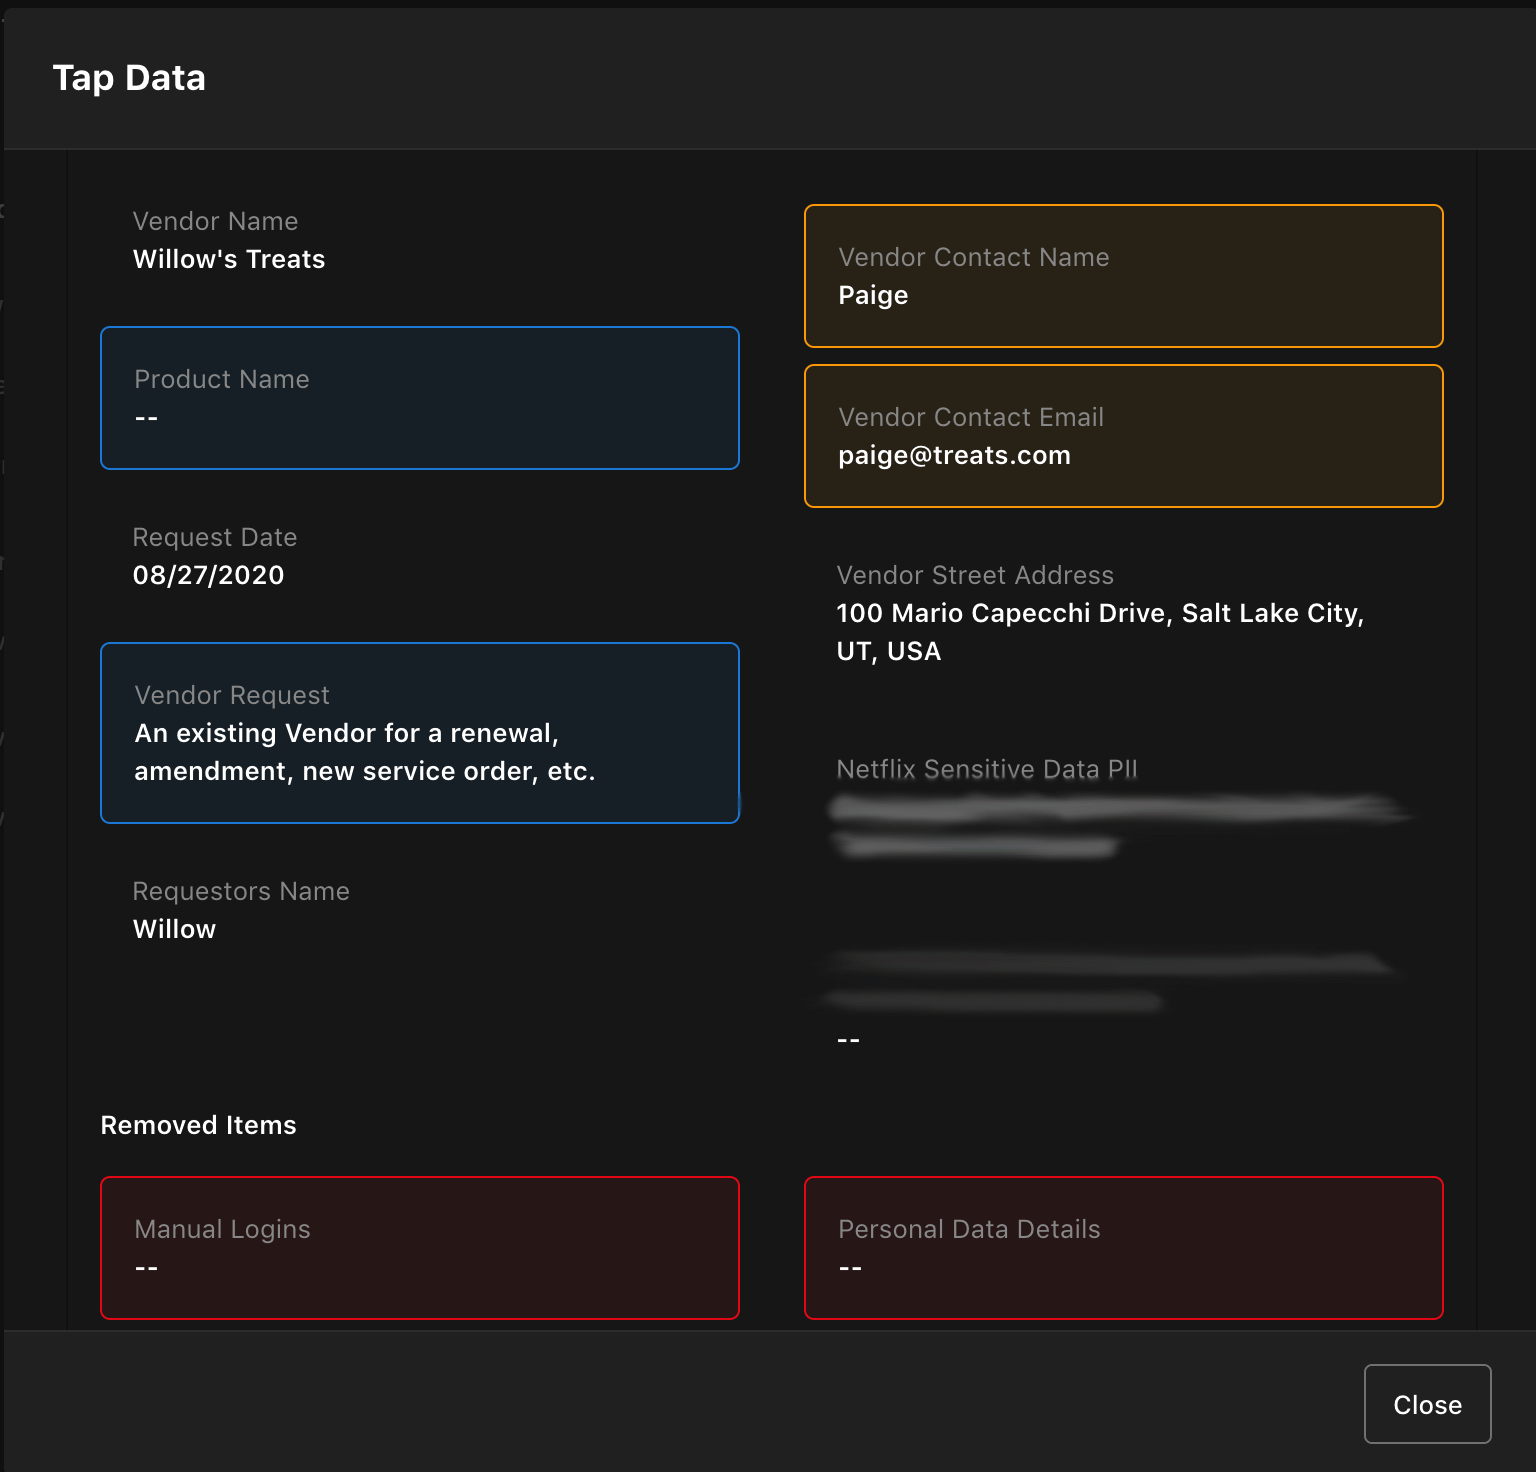 Tap Data
Vendor Name
Willow's Treats
Product Name
--
Request Date
08/27/2020
Vendor Request
An existing Vendor for a renewal,
amendment, new service order, etc.
Requestors Name
Willow
Vendor Contact Name
Paige
Vendor Contact Email
paige@treats.com
Vendor Street Address
100 Mario Capecchi Drive, Salt Lake City,
UT, USA
Netflix Sensitive Data PII
--
Removed Items
Manual Logins
--
Personal Data Details
--
Close